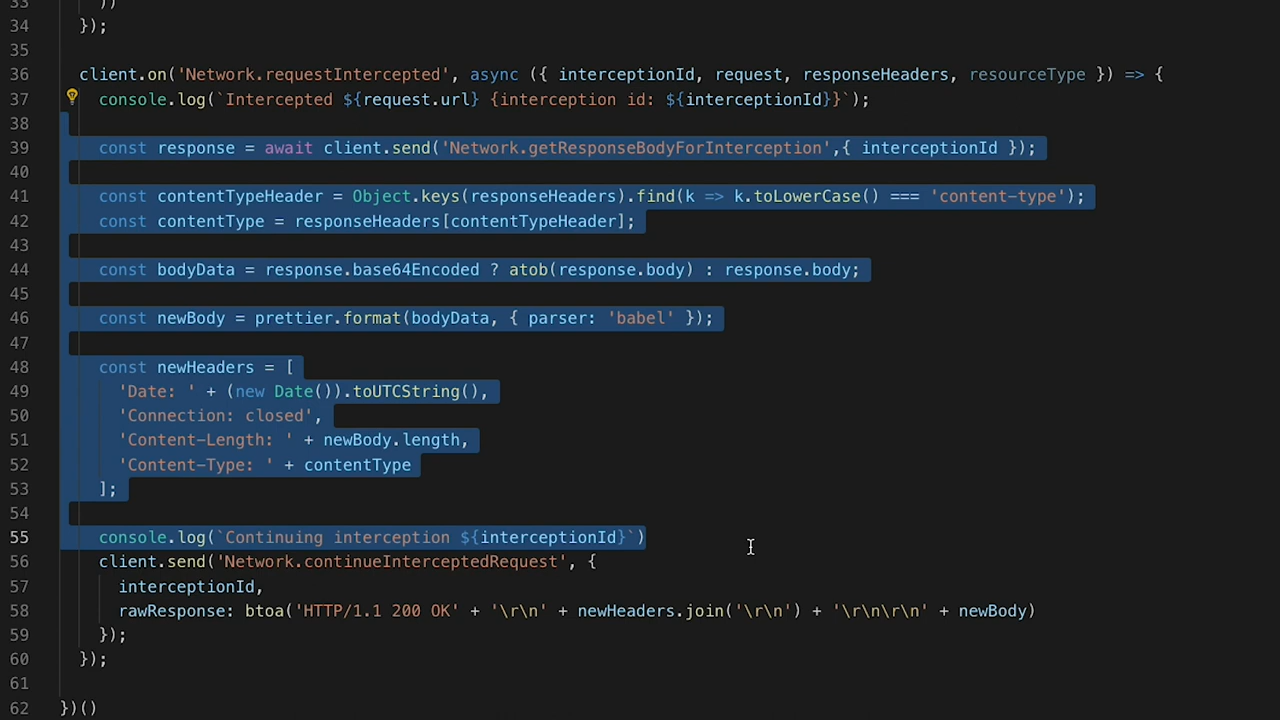 33 ))
34 });
35
36 client.on('Network.requestIntercepted', async ({ interceptionId, request, responseHeaders, resourceType }) => {
37 console.log(`Intercepted ${request.url} {interception id: ${interceptionId}}`);
38
39 const response = await client.send('Network.getResponseBodyForInterception',{ interceptionId });
40
41 const contentTypeHeader = Object.keys(responseHeaders).find(k => k.toLowerCase() === 'content-type');
42 const contentType = responseHeaders[contentTypeHeader];
43
44 const bodyData = response.base64Encoded ? atob(response.body) : response.body;
45
46 const newBody = prettier.format(bodyData, { parser: 'babel' });
47
48 const newHeaders = [
49 'Date: ' + (new Date()).toUTCString(),
50 'Connection: closed',
51 'Content-Length: ' + newBody.length,
52 'Content-Type: ' + contentType
53 ];
54
55 console.log(`Continuing interception ${interceptionId}`)
56 client.send('Network.continueInterceptedRequest', {
57 interceptionId,
58 rawResponse: btoa('HTTP/1.1 200 OK' + '\r\n' + newHeaders.join('\r\n') + '\r\n\r\n' + newBody)
59 });
60 });
61
62 })()